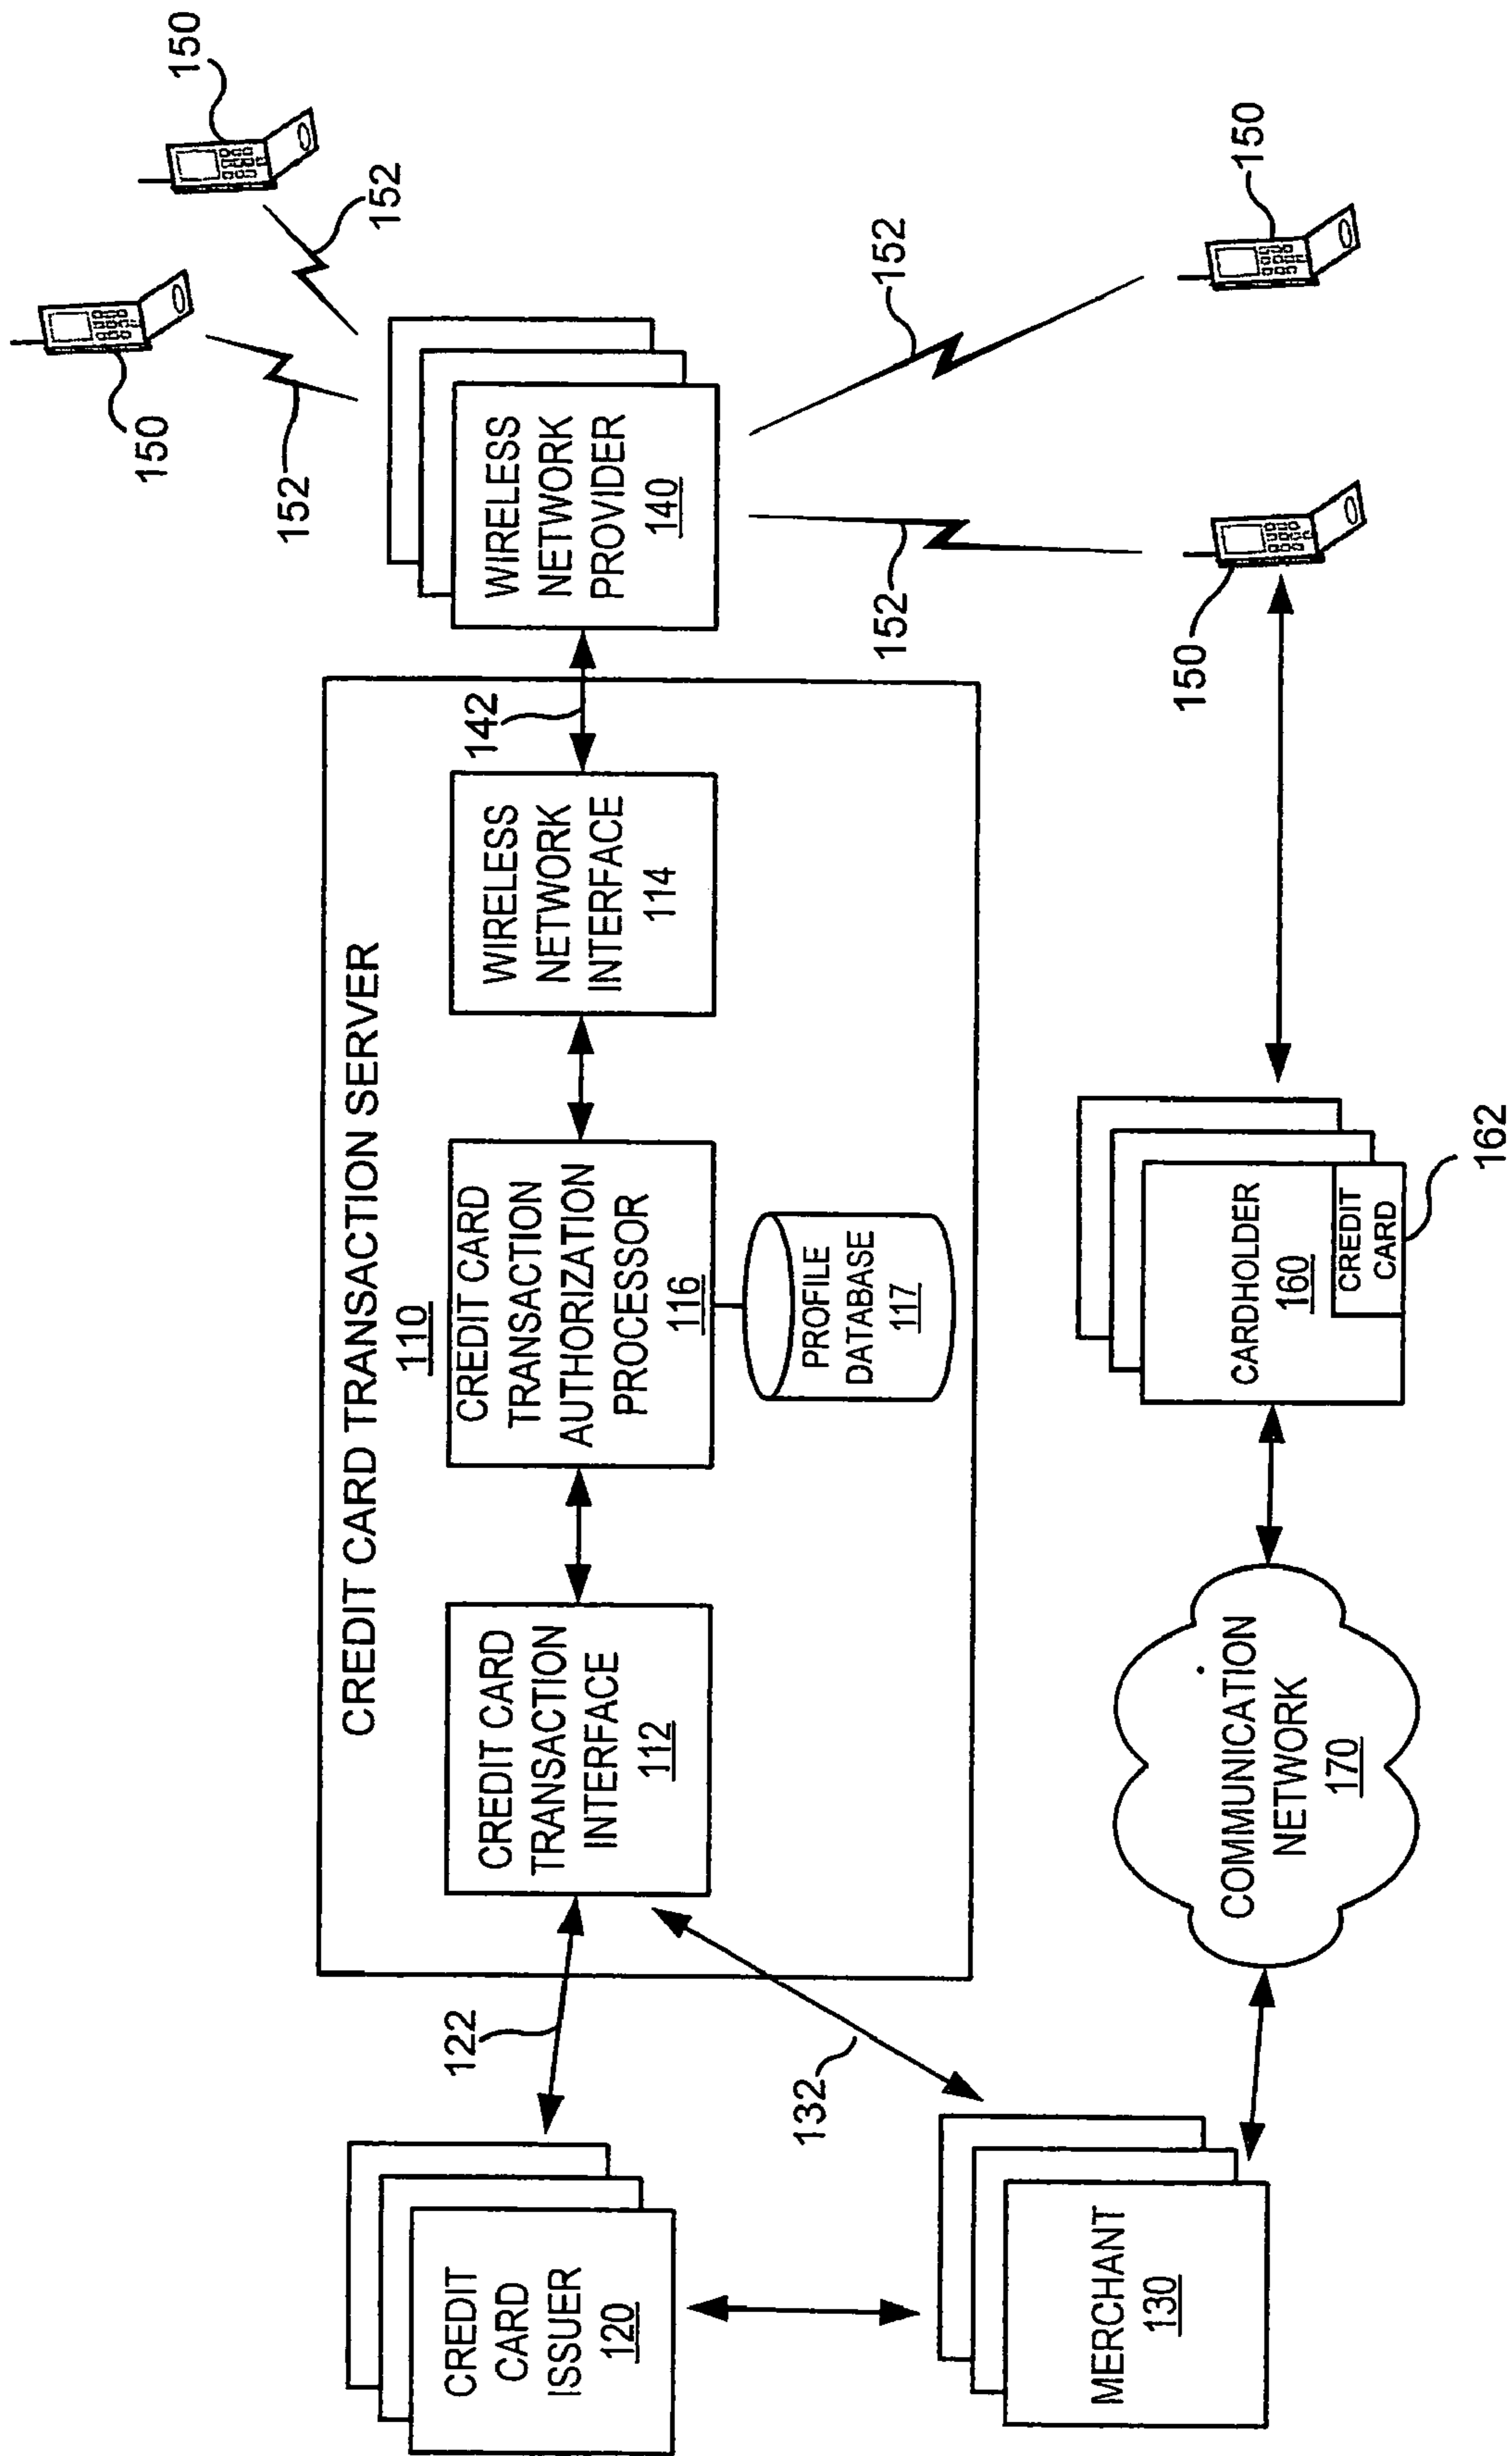 CREDIT CARD TRANSACTION SERVER
110
CREDIT
CARD
ISSUER
120
122
CREDIT CARD
TRANSACTION
INTERFACE
112
CREDIT CARD
TRANSACTION
AUTHORIZATION
PROCESSOR
116
PROFILE
DATABASE
117
WIRELESS
NETWORK
INTERFACE
114
142
WIRELESS
NETWORK
PROVIDER
140
150
152
150
152
132
MERCHANT
130
COMMUNICATION
NETWORK
170
CARDHOLDER
160
CREDIT
CARD
162
152
150
152
150